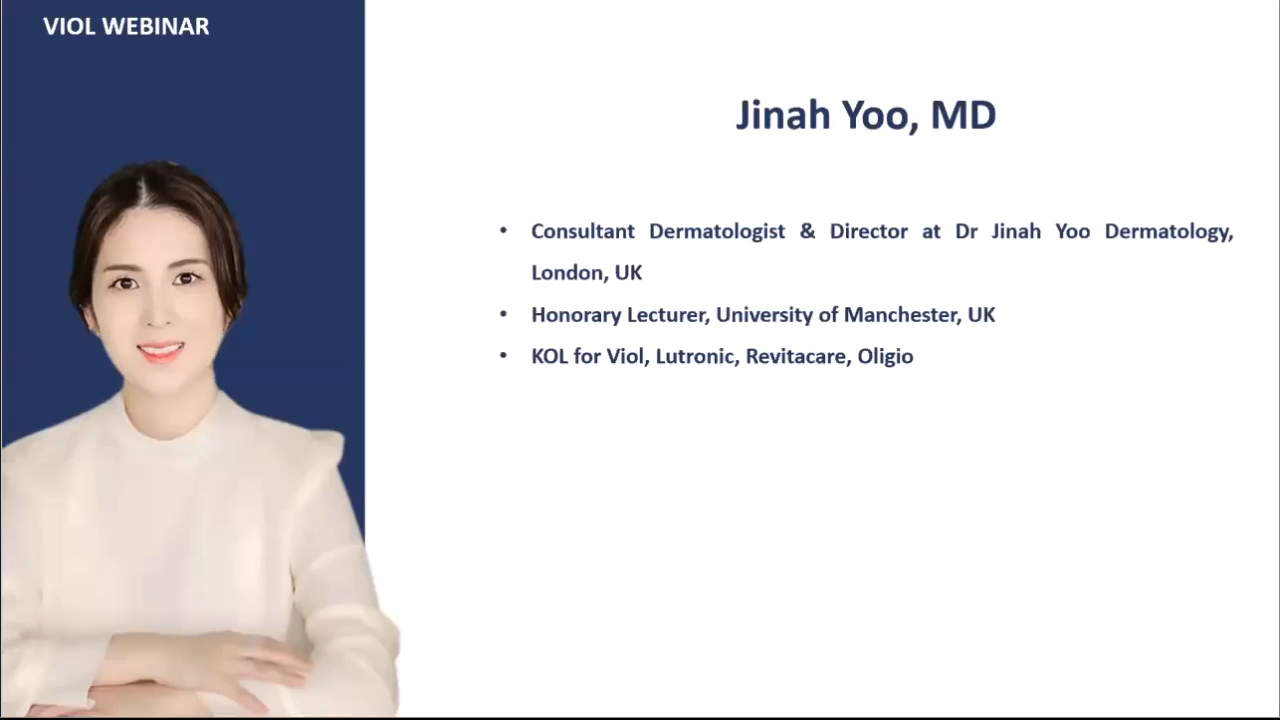 VIOL WEBINAR
Jinah Yoo, MD
• Consultant Dermatologist & Director at Dr Jinah Yoo Dermatology,
London, UK
• Honorary Lecturer, University of Manchester, UK
• KOL for Viol, Lutronic, Revitacare, Oligio